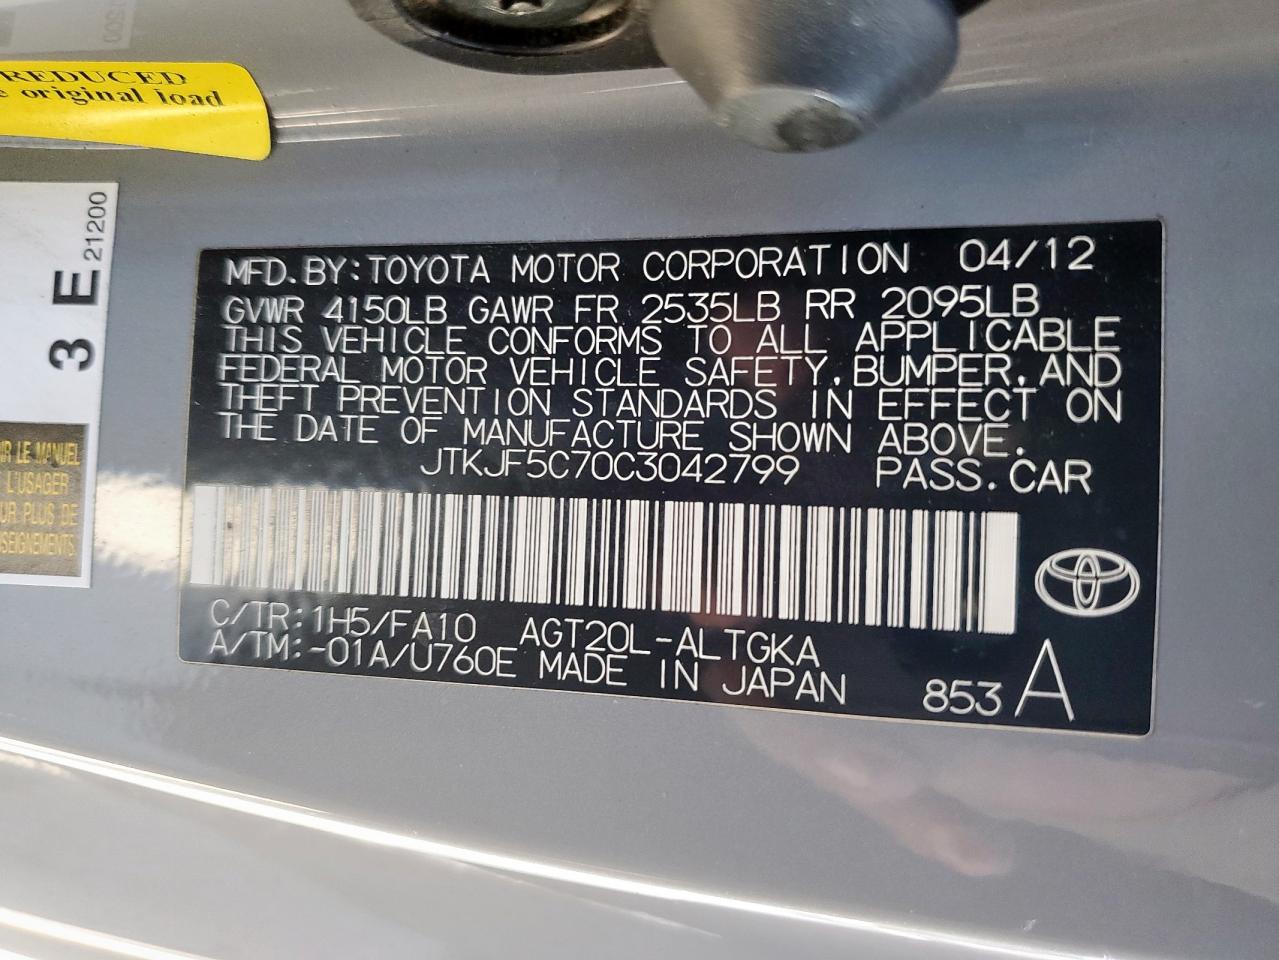 REDUCED
original load
3 E 21200
LE MANUEL
L'USAGER
PLUS DE
MFD.BY:TOYOTA MOTOR CORPORATION 04/12
GVWR 4150LB GAWR FR 2535LB RR 2095LB
THIS VEHICLE CONFORMS TO ALL APPLICABLE
FEDERAL MOTOR VEHICLE SAFETY,BUMPER,AND
THEFT PREVENTION STANDARDS IN EFFECT ON
THE DATE OF MANUFACTURE SHOWN ABOVE.
JTKJF5C70C3042799 PASS.CAR
C/TR:1H5/FA10 AGT20L-ALTGKA
A/TM:-01A/U760E MADE IN JAPAN 853 A